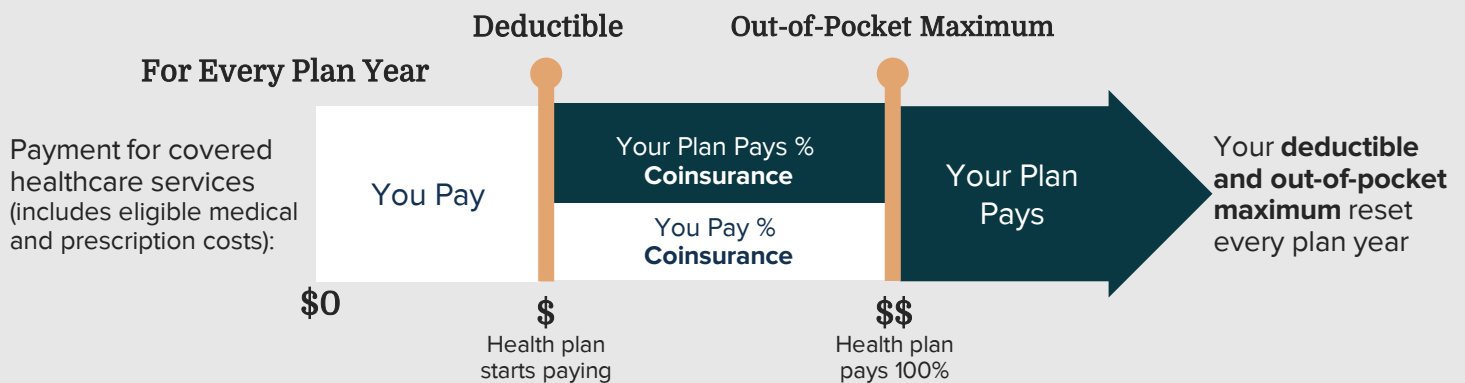 Deductible
Out-of-Pocket Maximum
For Every Plan Year
Payment for covered
healthcare services
(includes eligible medical
and prescription costs):
You Pay
Your Plan Pays %
Coinsurance
You Pay %
Coinsurance
Your Plan
Pays
Your deductible
and out-of-pocket
maximum reset
every plan year
$0
$
Health plan
starts paying
$$
Health plan
pays 100%